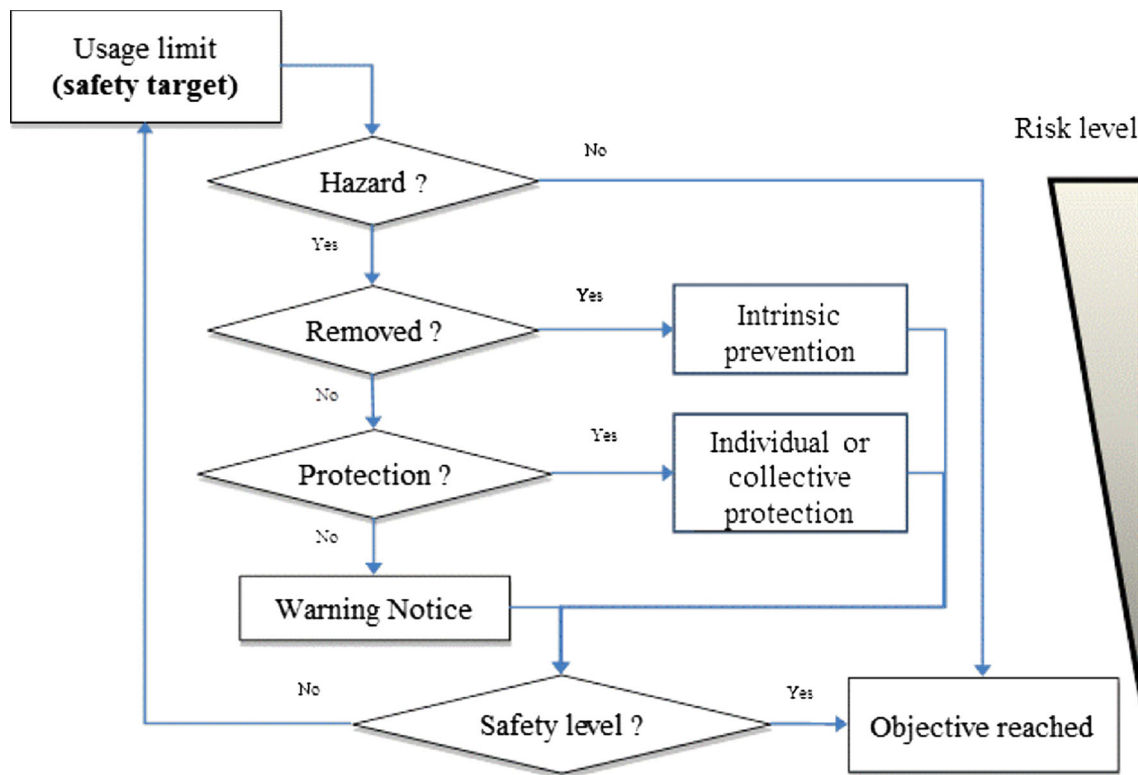 Usage limit
(safety target)
Risk level
No
Hazard ?
Yes
Yes
Removed ?
Intrinsic
prevention
No
Yes
Protection ?
Individual or
collective
protection
No
Warning Notice
No
Yes
Safety level ?
Objective reached